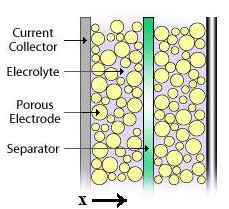 Current
Collector
Elecrolyte
Porous
Electrode
Separator
x